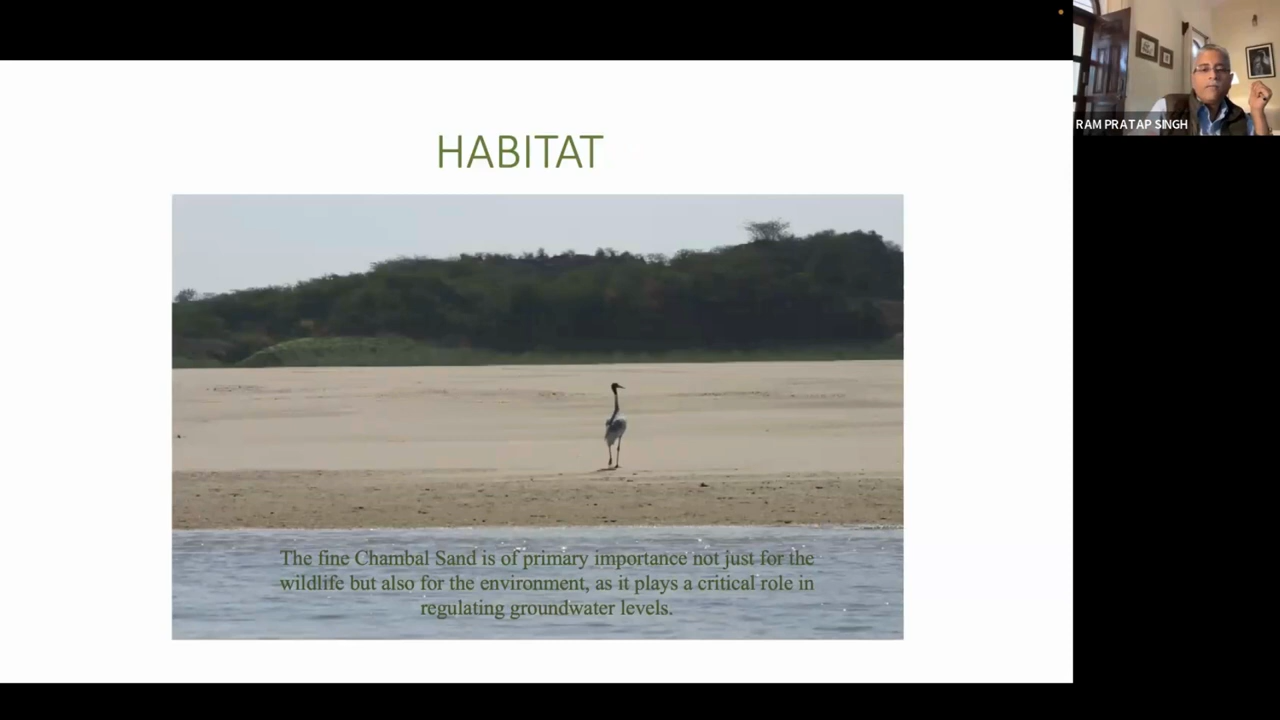 RAM PRATAP SINGH
HABITAT
The fine Chambal Sand is of primary importance not just for the
wildlife but also for the environment, as it plays a critical role in
regulating groundwater levels.